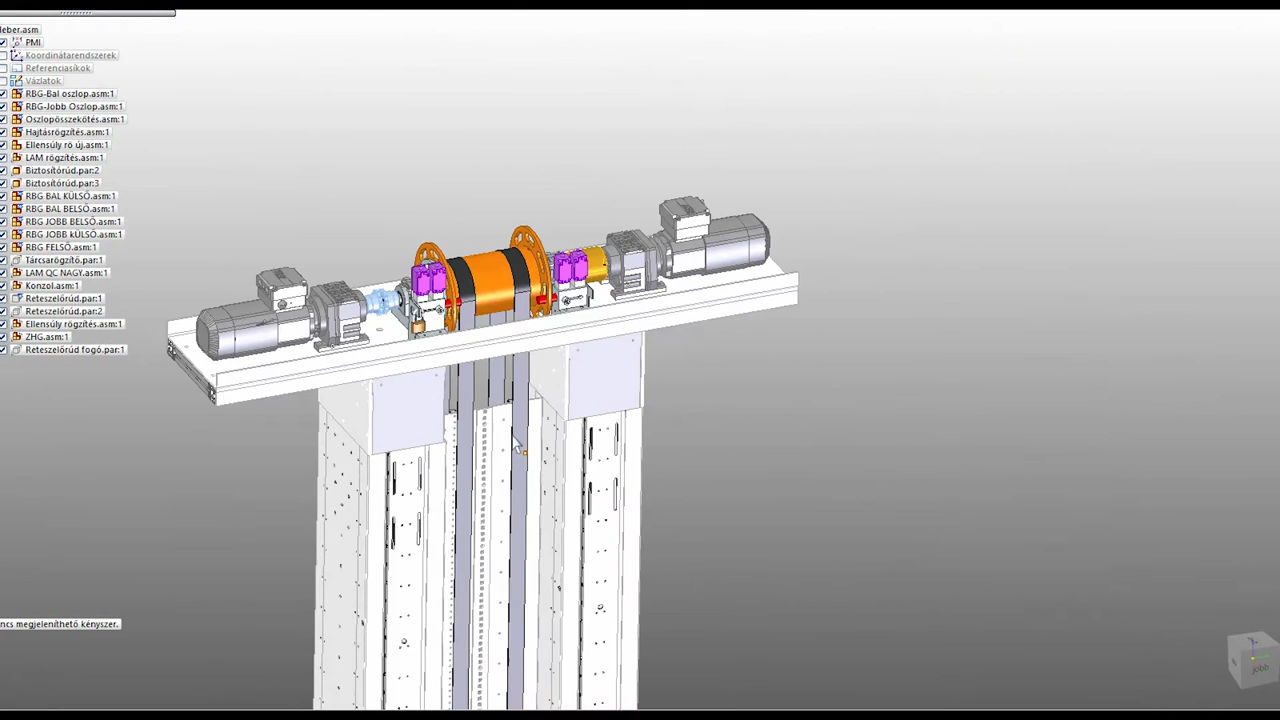 leber.asm
PMI
Koordinátarendszerek
Referenciasíkok
Vázlatok
RBG-Bal oszlop.asm:1
RBG-Jobb Oszlop.asm:1
Oszlopösszekötés.asm:1
Hajtásrögzítés.asm:1
Ellensúly rö új.asm:1
LAM rögzítés.asm:1
Biztosítórúd.par:2
Biztosítórúd.par:3
RBG BAL KÜLSŐ.asm:1
RBG BAL BELSŐ.asm:1
RBG JOBB BELSŐ.asm:1
RBG JOBB kÜLSŐ.asm:1
RBG FELSŐ.asm:1
Tárcsarögzítő.par:1
LAM QC NAGY.asm:1
Konzol.asm:1
Reteszelőrúd.par:1
Reteszelőrúd.par:2
Ellensúly rögzítés.asm:1
ZHG.asm:1
Reteszelőrúd fogó.par:1
ncs megjeleníthető kényszer.
jobb